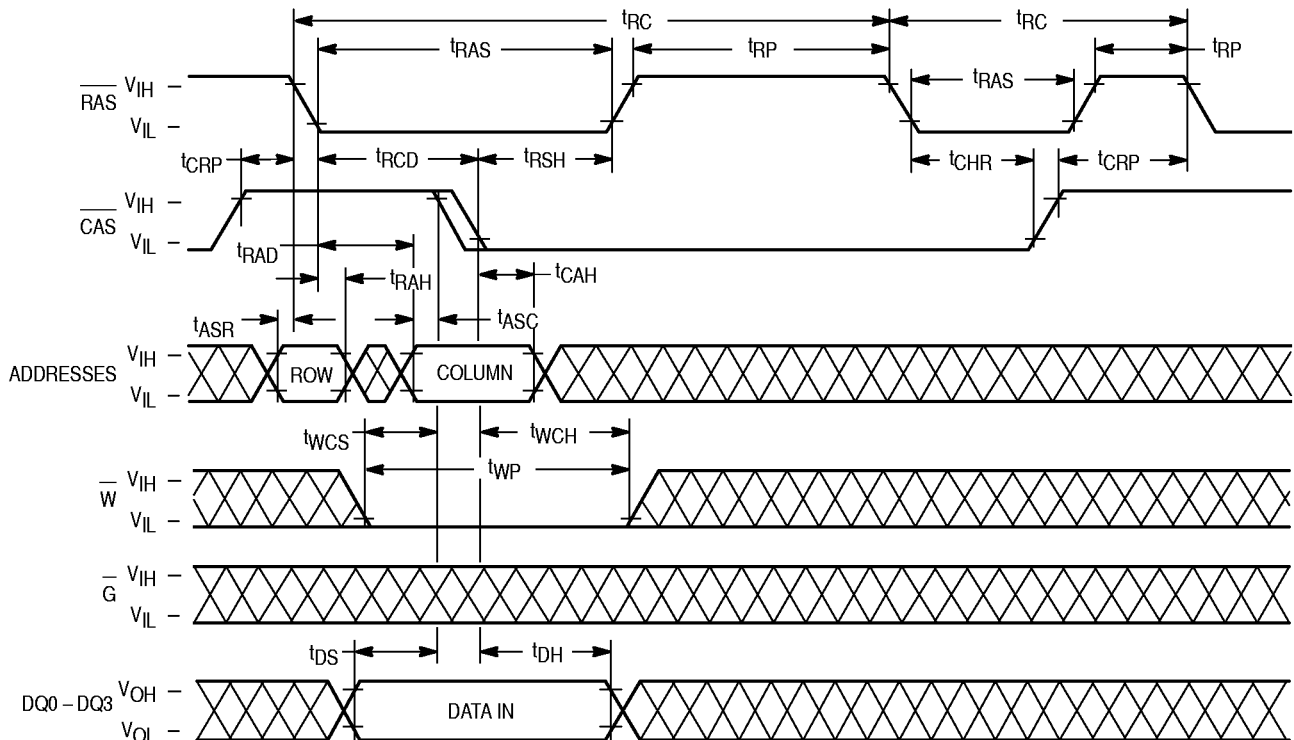 tRC tRC
tRAS tRP tRP
tRAS
RAS VIH –
VIL –
tCRP tRCD tRSH tCHR tCRP
CAS VIH –
VIL –
tRAD
tRAH tCAH
tASR tASC
ADDRESSES VIH –
VIL –
ROW COLUMN
tWCS tWCH
tWP
W VIH –
VIL –
G VIH –
VIL –
tDS tDH
DQ0 – DQ3 VOH –
VOL –
DATA IN